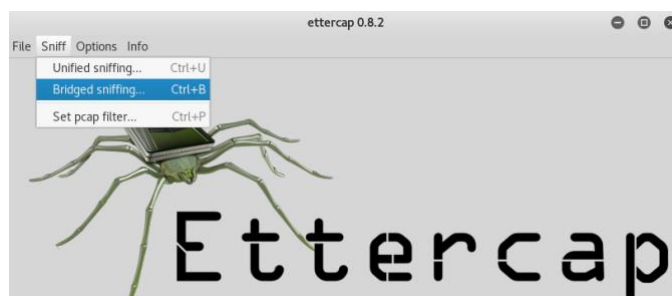 ettercap 0.8.2
File Sniff Options Info
Unified sniffing... Ctrl+U
Bridged sniffing... Ctrl+B
Set pcap filter... Ctrl+P
Ettercap